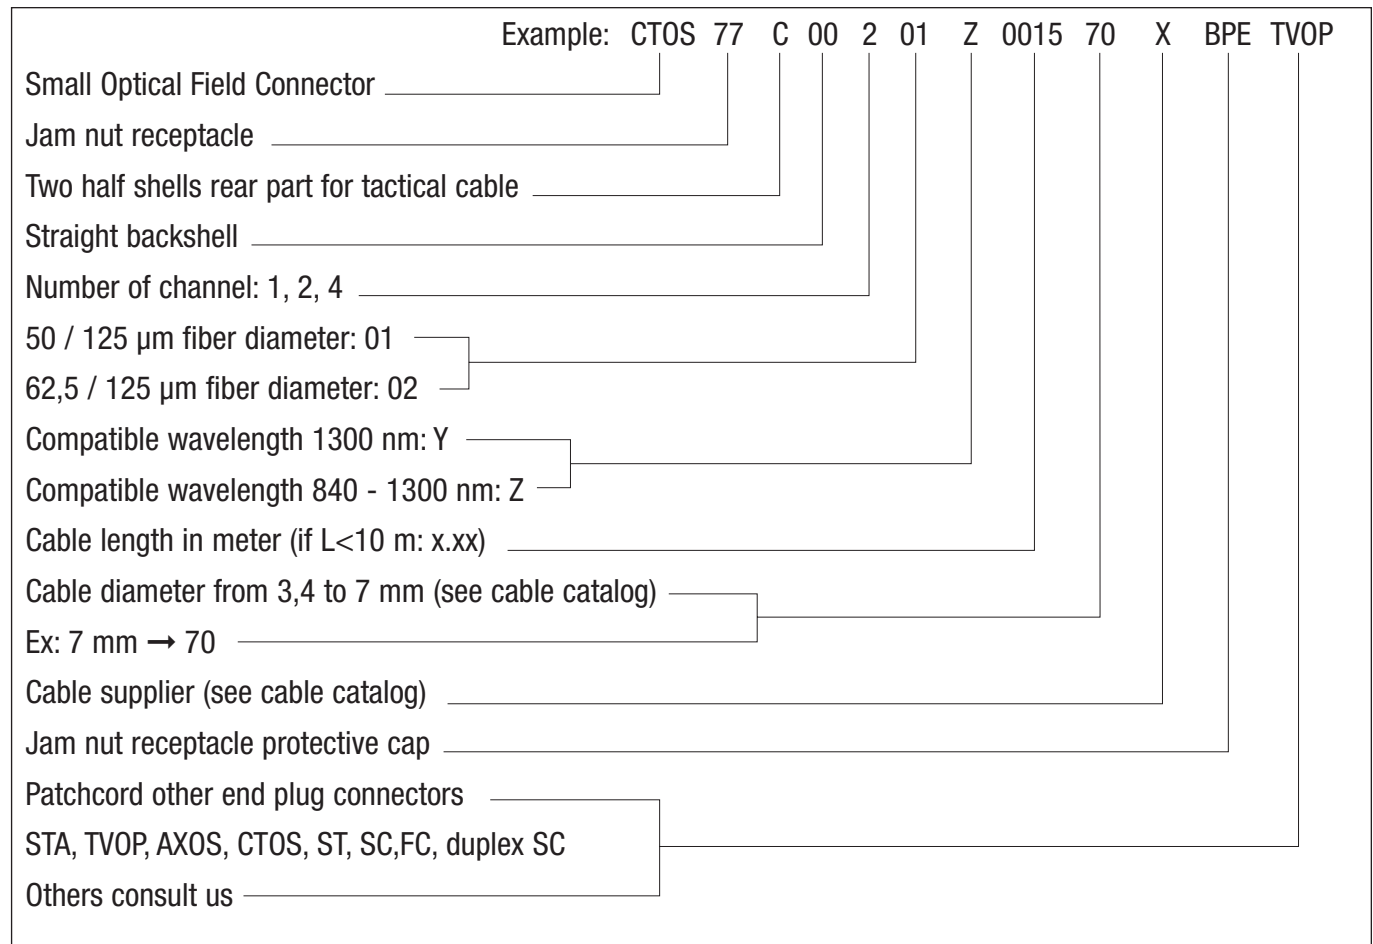 Example: CTOS 77 C 00 2 01 Z 0015 70 X BPE TVOP
Small Optical Field Connector
Jam nut receptacle
Two half shells rear part for tactical cable
Straight backshell
Number of channel: 1, 2, 4
50 / 125 µm fiber diameter: 01
62,5 / 125 µm fiber diameter: 02
Compatible wavelength 1300 nm: Y
Compatible wavelength 840 - 1300 nm: Z
Cable length in meter (if L<10 m: x.xx)
Cable diameter from 3,4 to 7 mm (see cable catalog)
Ex: 7 mm → 70
Cable supplier (see cable catalog)
Jam nut receptacle protective cap
Patchcord other end plug connectors
STA, TVOP, AXOS, CTOS, ST, SC,FC, duplex SC
Others consult us